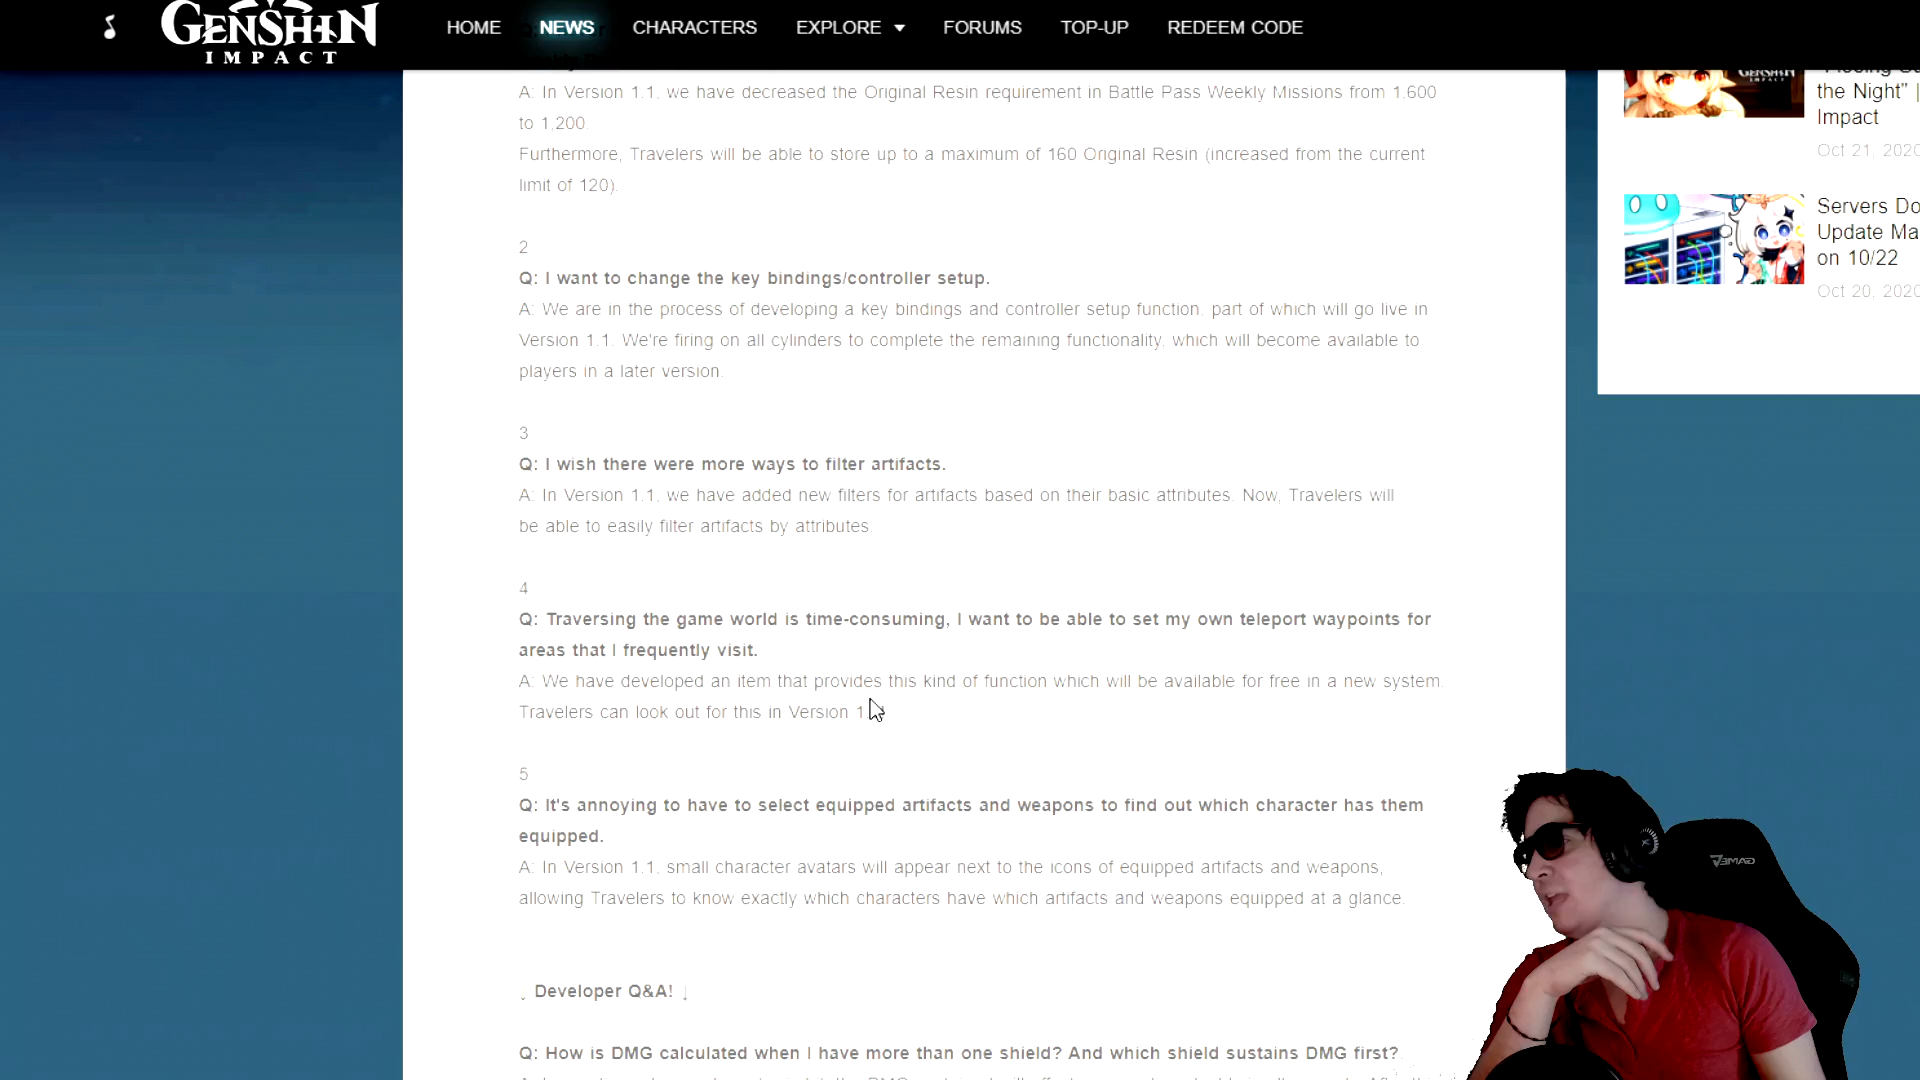 GENSHIN
IMPACT
HOME
NEWS
CHARACTERS
EXPLORE
FORUMS
TOP-UP
REDEEM CODE
A: In Version 1.1, we have decreased the Original Resin requirement in Battle Pass Weekly Missions from 1,600
to 1,200.
Furthermore, Travelers will be able to store up to a maximum of 160 Original Resin (increased from the current
limit of 120).
2
Q: I want to change the key bindings/controller setup.
A: We are in the process of developing a key bindings and controller setup function, part of which will go live in
Version 1.1. We're firing on all cylinders to complete the remaining functionality, which will become available to
players in a later version.
3
Q: I wish there were more ways to filter artifacts.
A: In Version 1.1, we have added new filters for artifacts based on their basic attributes. Now, Travelers will
be able to easily filter artifacts by attributes.
4
Q: Traversing the game world is time-consuming, I want to be able to set my own teleport waypoints for
areas that I frequently visit.
A: We have developed an item that provides this kind of function which will be available for free in a new system.
Travelers can look out for this in Version
5
Q: It's annoying to have to select equipped artifacts and weapons to find out which character has them
equipped.
A: In Version 1.1, small character avatars will appear next to the icons of equipped artifacts and weapons,
allowing Travelers to know exactly which characters have which artifacts and weapons equipped at a glance.
Developer Q&A!
Q: How is DMG calculated when I have more than one shield? And which shield sustains DMG first?
the Night" |
Impact
Oct 21, 2020
Servers Do
Update Ma
on 10/22
Oct 20, 2020
GENSHIN